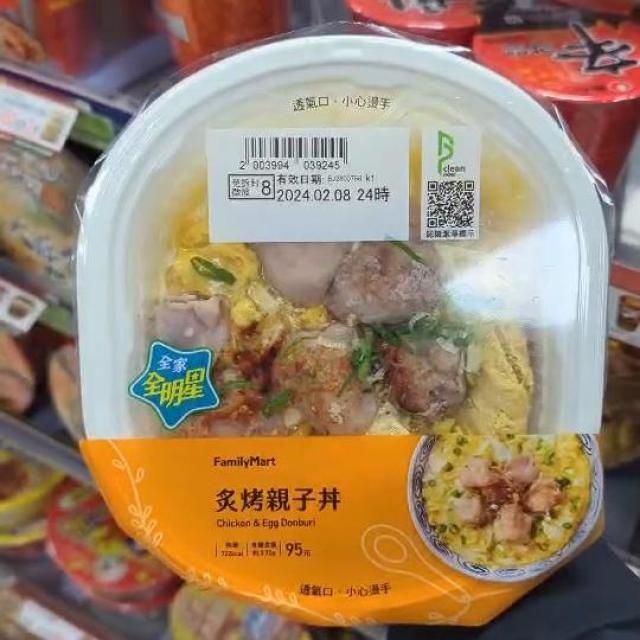 透氣口・小心燙手
2 003994 039245
有效日期:
8
2024.02.08 24時
clean
全家
全明星
FamilyMart
炙烤親子丼
Chicken & Egg Donburi
95元
透氣口・小心燙手